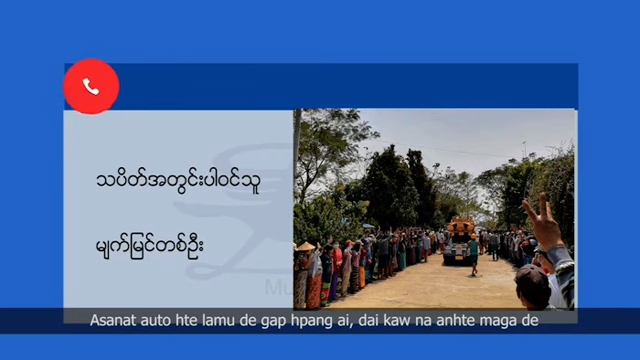 သပိတ်အတွင်းပါဝင်သူ
မျက်မြင်တစ်ဦး
Asanat auto hte lamu de gap hpang ai, dai kaw na anhte maga de